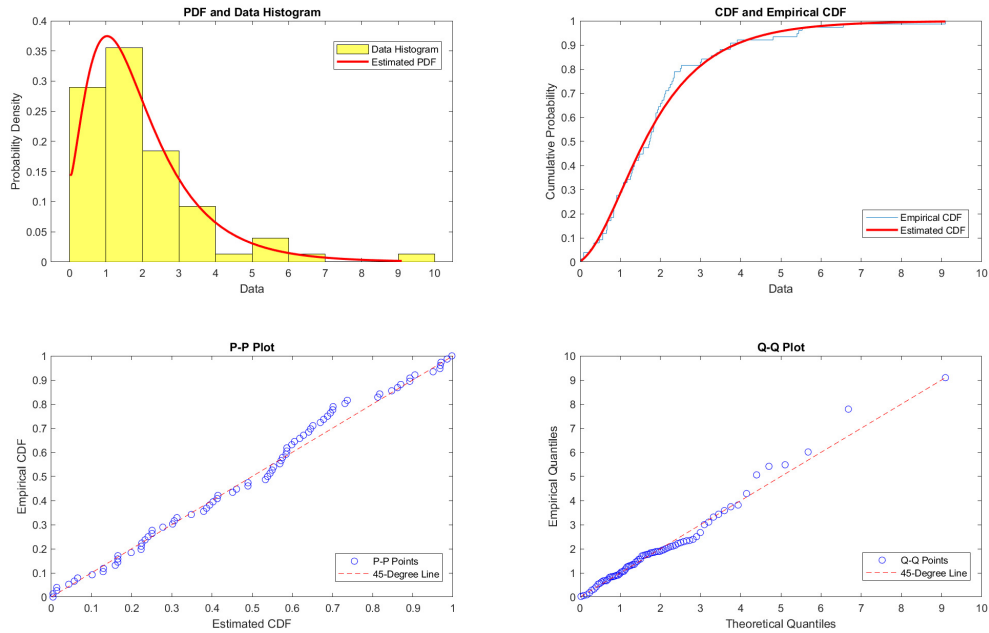 PDF and Data Histogram
0.4
0.35
0.3
0.25
0.2
0.15
0.1
0.05
0
Probability Density
Data Histogram
Estimated PDF
0 1 2 3 4 5 6 7 8 9 10
Data
CDF and Empirical CDF
1
0.9
0.8
0.7
0.6
0.5
0.4
0.3
0.2
0.1
0
Cumulative Probability
Empirical CDF
Estimated CDF
0 1 2 3 4 5 6 7 8 9 10
Data
P-P Plot
1
0.9
0.8
0.7
0.6
0.5
0.4
0.3
0.2
0.1
0
Empirical CDF
P-P Points
45-Degree Line
0 0.1 0.2 0.3 0.4 0.5 0.6 0.7 0.8 0.9 1
Estimated CDF
Q-Q Plot
10
9
8
7
6
5
4
3
2
1
0
Empirical Quantiles
Q-Q Points
45-Degree Line
0 1 2 3 4 5 6 7 8 9 10
Theoretical Quantiles